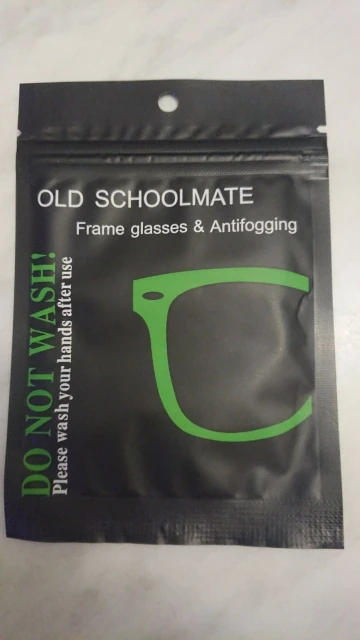 OLD SCHOOLMATE
Frame glasses & Antifogging
DO NOT WASH!
Please wash your hands after use